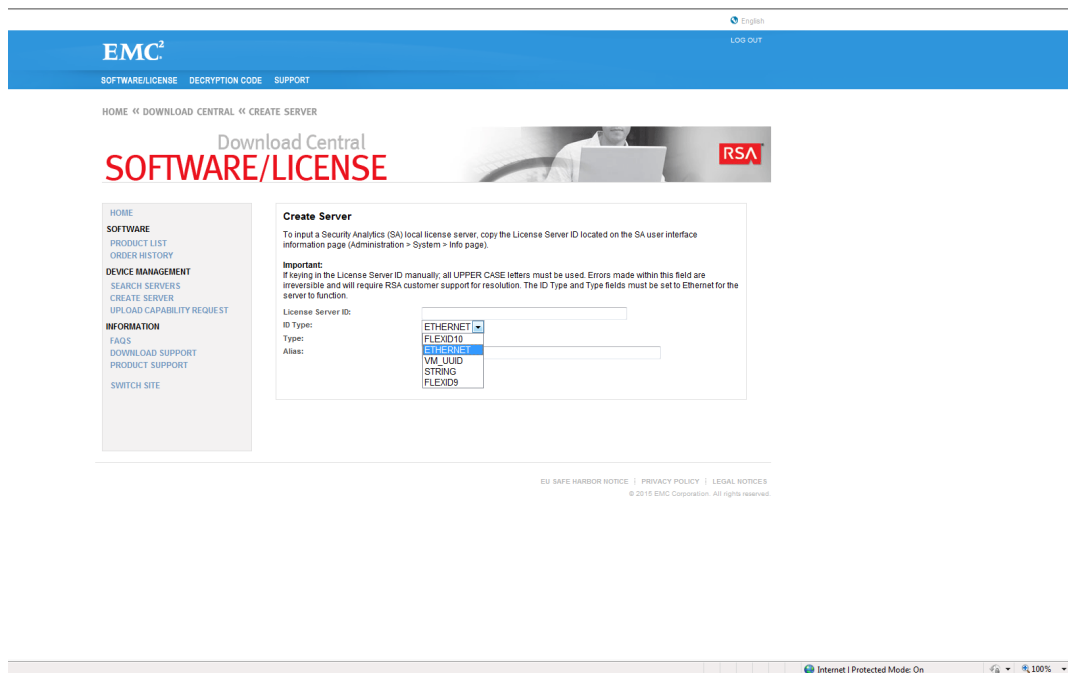 English
LOG OUT
EMC²
SOFTWARE/LICENSE DECRYPTION CODE SUPPORT
HOME « DOWNLOAD CENTRAL « CREATE SERVER
Download Central
SOFTWARE/LICENSE
RSA
HOME
SOFTWARE
PRODUCT LIST
ORDER HISTORY
DEVICE MANAGEMENT
SEARCH SERVERS
CREATE SERVER
UPLOAD CAPABILITY REQUEST
INFORMATION
FAQS
DOWNLOAD SUPPORT
PRODUCT SUPPORT
SWITCH SITE
Create Server
To input a Security Analytics (SA) local license server, copy the License Server ID located on the SA user interface
information page (Administration > System > Info page).
Important:
If keying in the License Server ID manually, all UPPER CASE letters must be used. Errors made within this field are
irreversible and will require RSA customer support for resolution. The ID Type and Type fields must be set to Ethernet for the
server to function.
License Server ID:
ID Type: ETHERNET
Type: FLEXID10
Alias: ETHERNET
VM_UUID
STRING
FLEXID9
EU SAFE HARBOR NOTICE | PRIVACY POLICY | LEGAL NOTICES
© 2015 EMC Corporation. All rights reserved.
Internet | Protected Mode: On 100%